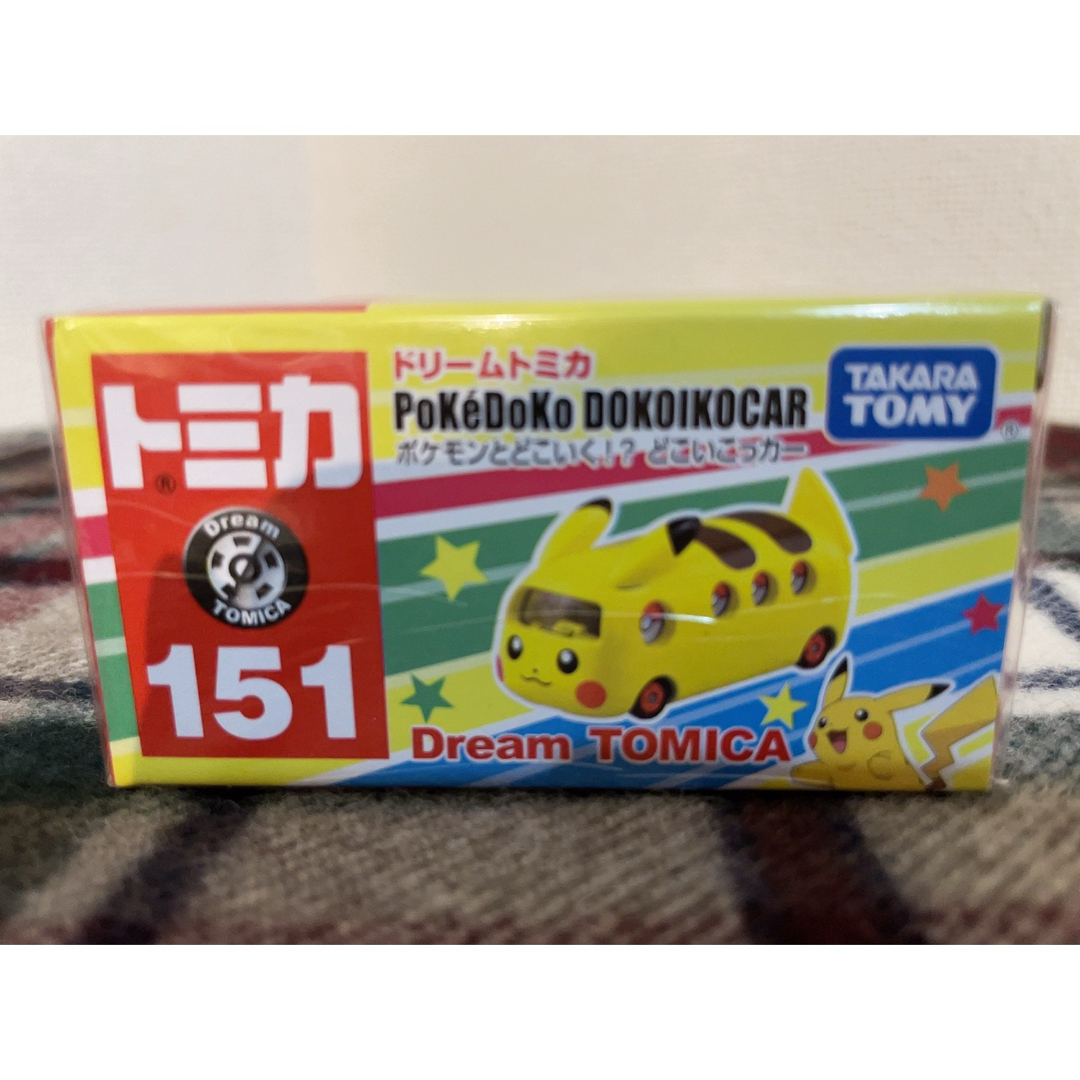 トミカ
®
Dream
TOMICA
151
ドリームトミカ
PoKéDoKo DOKOIKOCAR
ポケモンとどこいく!? どこいこっカー
TAKARA
TOMY
®
Dream TOMICA